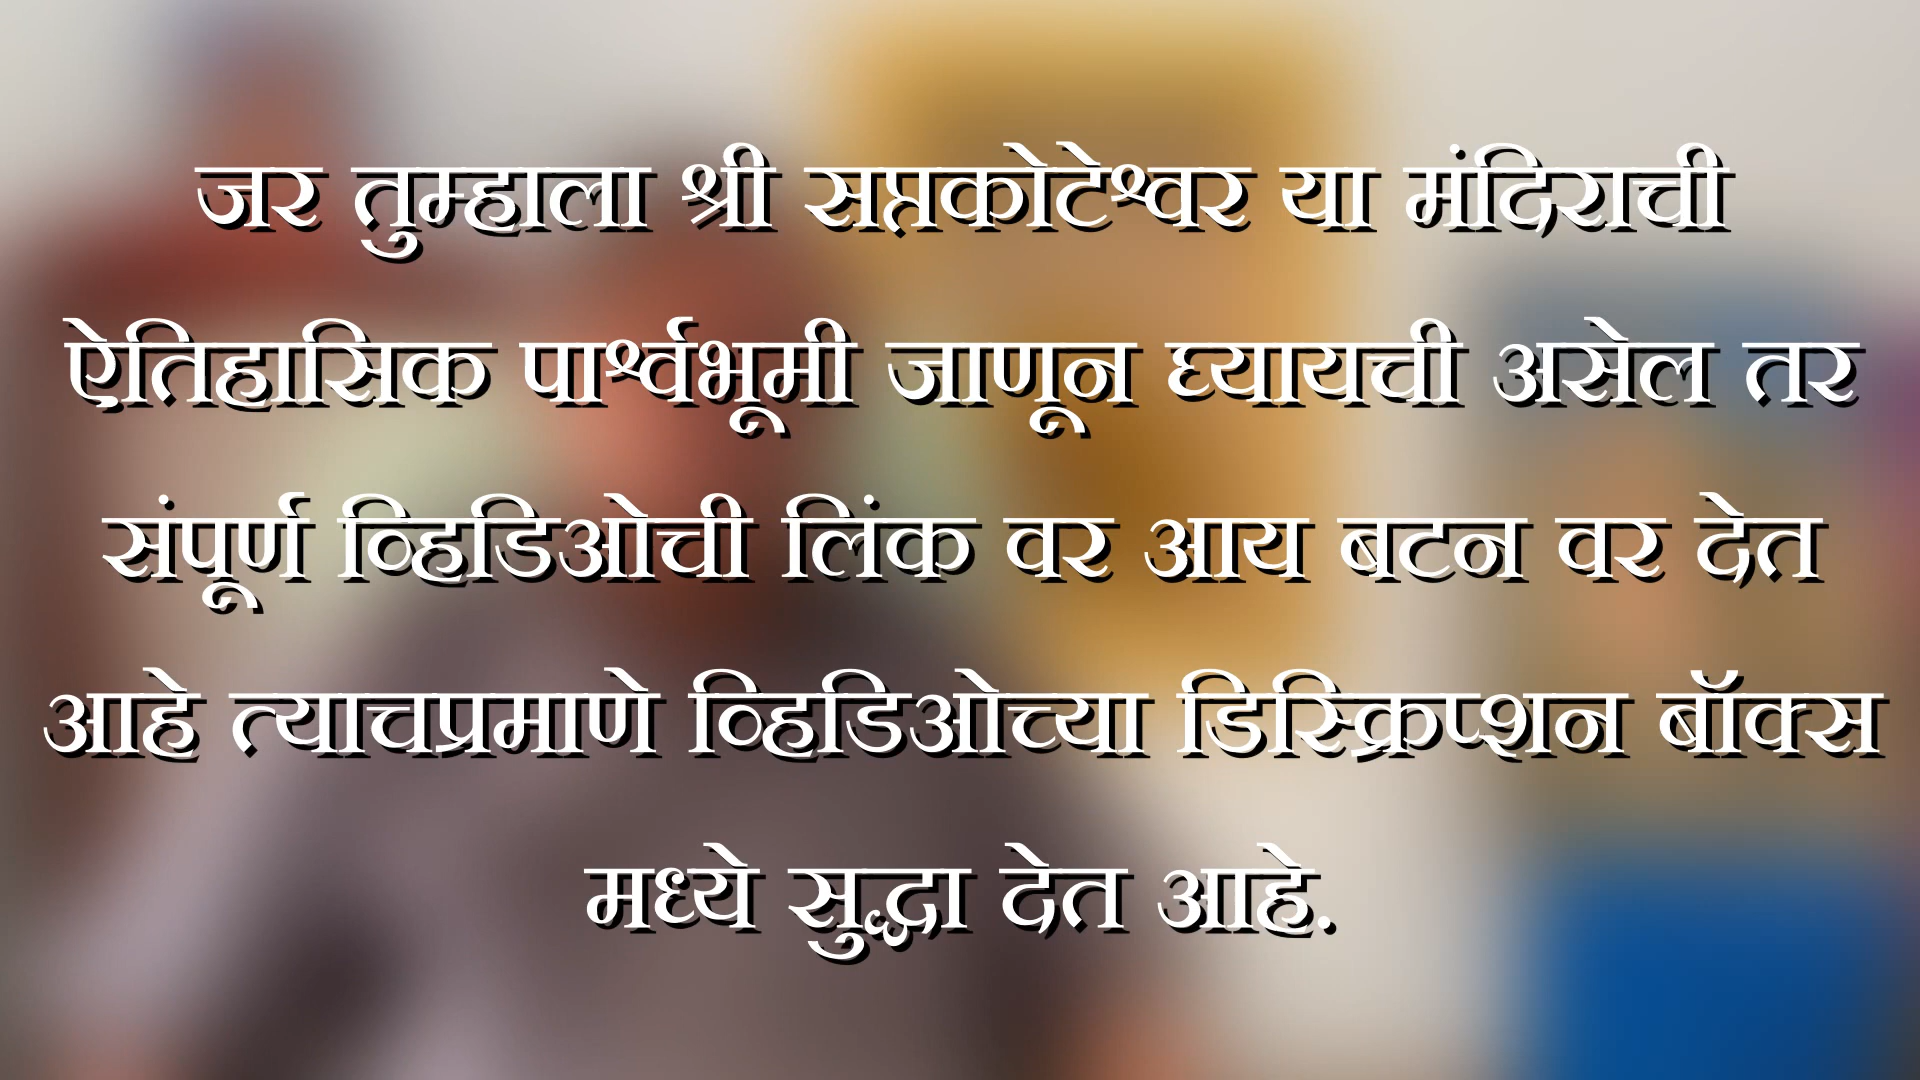 जर तुम्हाला श्री सप्तकोटेश्वर या मंदिराची
ऐतिहासिक पार्श्वभूमी जाणून घ्यायची असेल तर
संपूर्ण व्हिडिओची लिंक वर आय बटन वर देत
आहे त्याचप्रमाणे व्हिडिओच्या डिस्क्रिप्शन बॉक्स
मध्ये सुद्धा देत आहे.